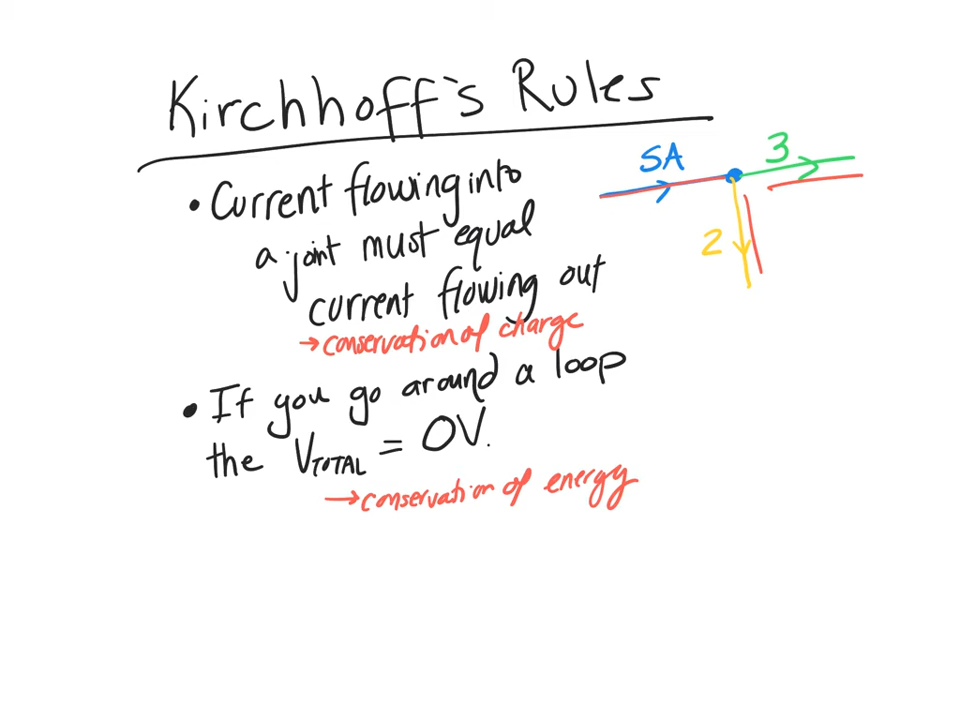 Kirchhoff's Rules
• Current flowing into
a joint must equal
current flowing out
→ conservation of charge
• If you go around a loop
the VTOTAL = 0V.
→ conservation of energy
5A
3
2